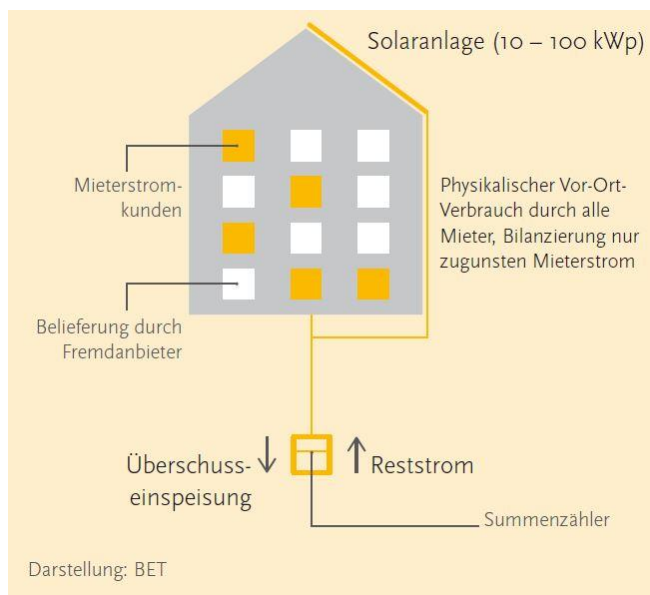 Solaranlage (10 – 100 kWp)
Mieterstrom-
kunden
Physikalischer Vor-Ort-
Verbrauch durch alle
Mieter, Bilanzierung nur
zugunsten Mieterstrom
Belieferung durch
Fremdanbieter
Überschuss-
einspeisung
Reststrom
Summenzähler
Darstellung: BET